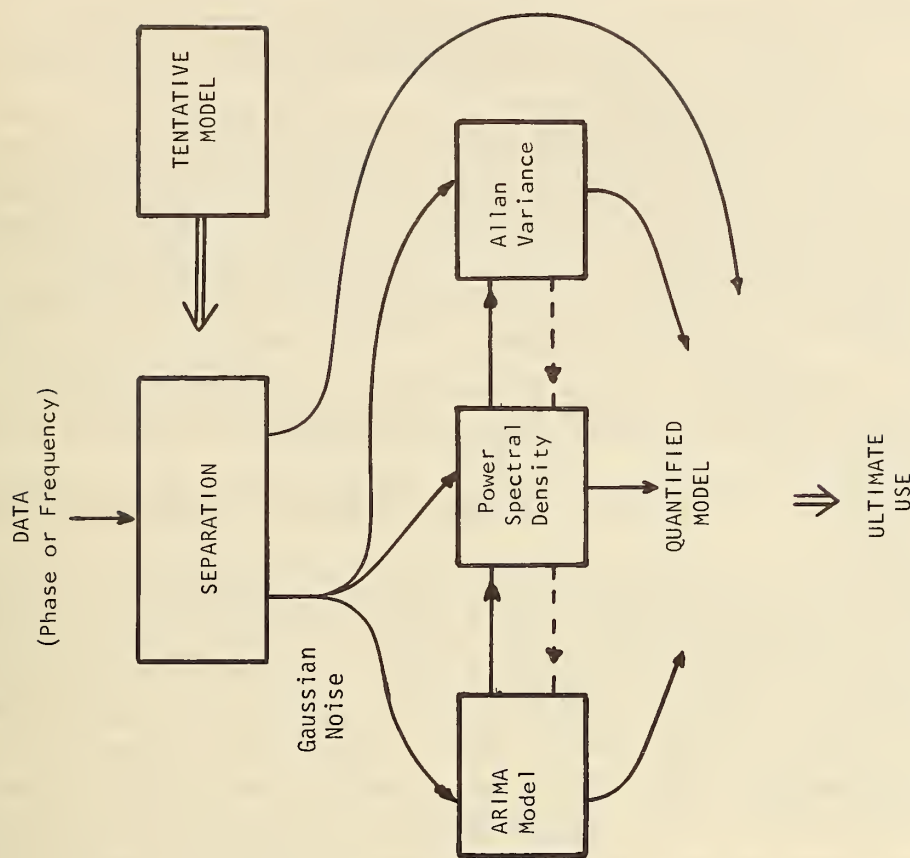 DATA
(Phase or Frequency)
TENTATIVE
MODEL
SEPARATION
Gaussian
Noise
ARIMA
Model
Power
Spectral
Density
Allan
Variance
QUANTIFIED
MODEL
ULTIMATE
USE